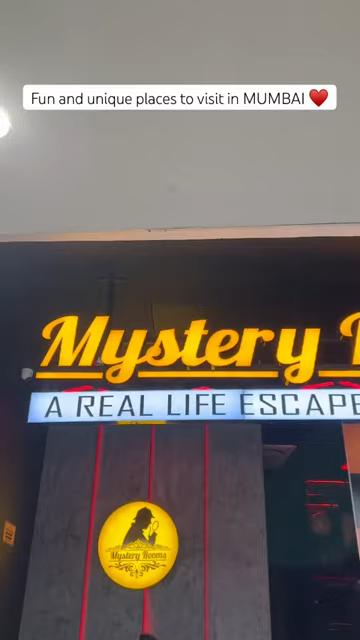 Fun and unique places to visit in MUMBAI ♥️
Mystery R
A REAL LIFE ESCAPE
Mystery Rooms